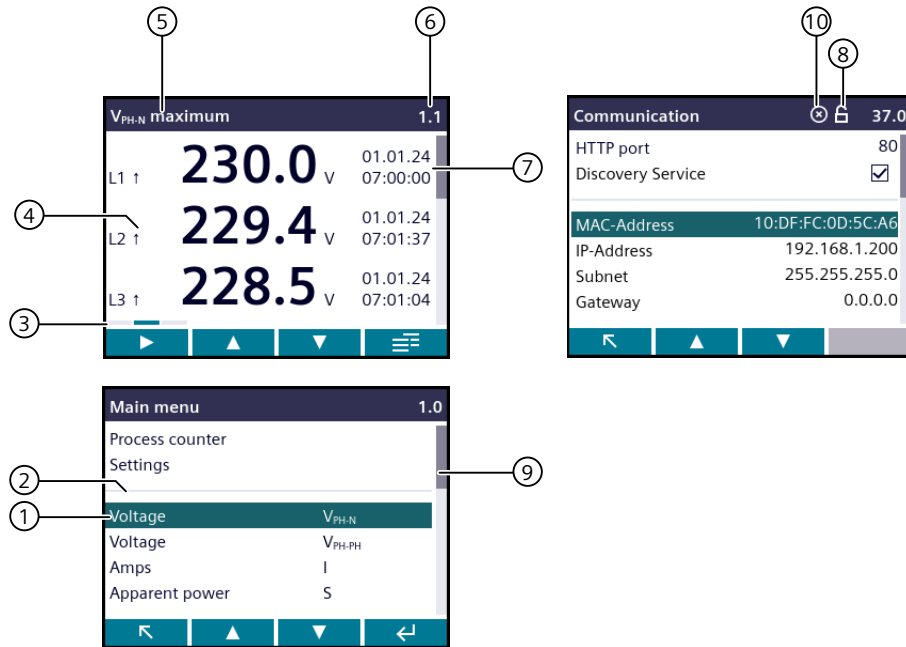 5
6
10
8
V_PH-N maximum 1.1
L1 ↑ 230.0 V 01.01.24
07:00:00
7
4
L2 ↑ 229.4 V 01.01.24
07:01:37
L3 ↑ 228.5 V 01.01.24
07:01:04
3
Communication 37.0
HTTP port 80
Discovery Service
MAC-Address 10:DF:FC:0D:5C:A6
IP-Address 192.168.1.200
Subnet 255.255.255.0
Gateway 0.0.0.0
Main menu 1.0
Process counter
Settings
2
9
1
Voltage V_PH-N
Voltage V_PH-PH
Amps I
Apparent power S